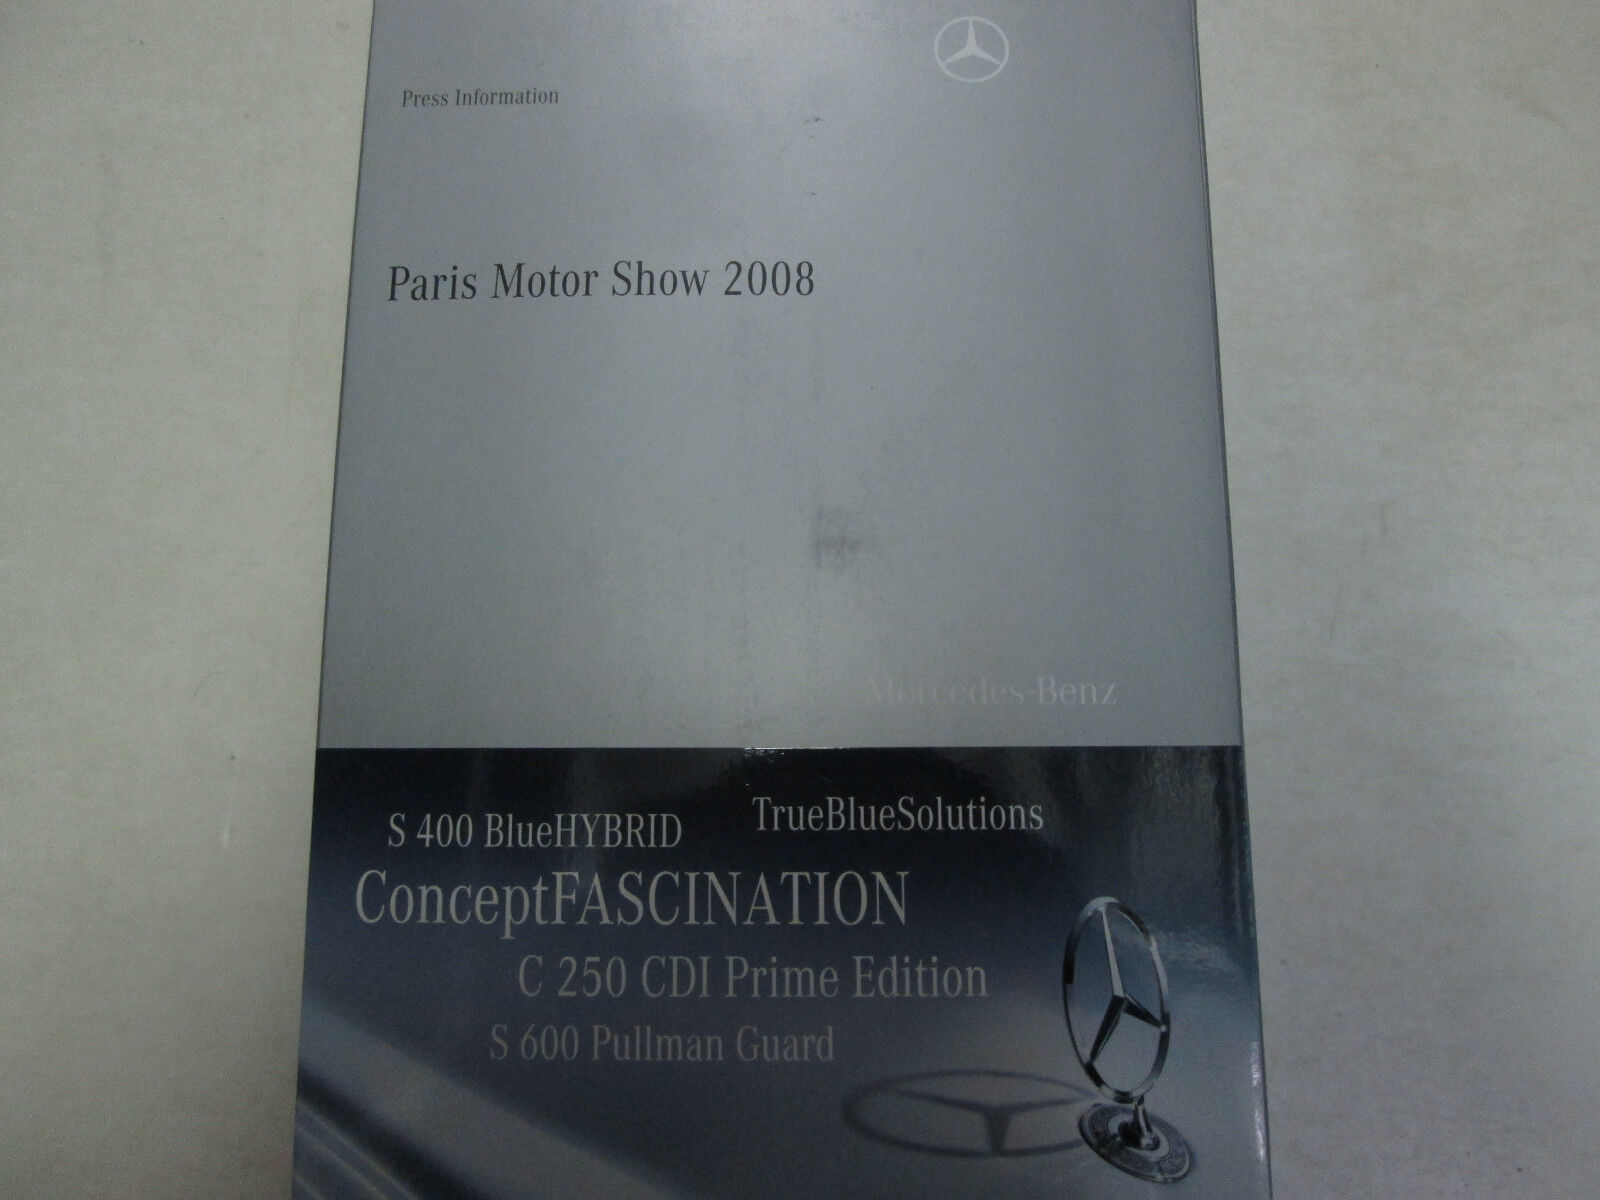 Press Information
Paris Motor Show 2008
Mercedes-Benz
S 400 BlueHYBRID
TrueBlueSolutions
ConceptFASCINATION
C 250 CDI Prime Edition
S 600 Pullman Guard